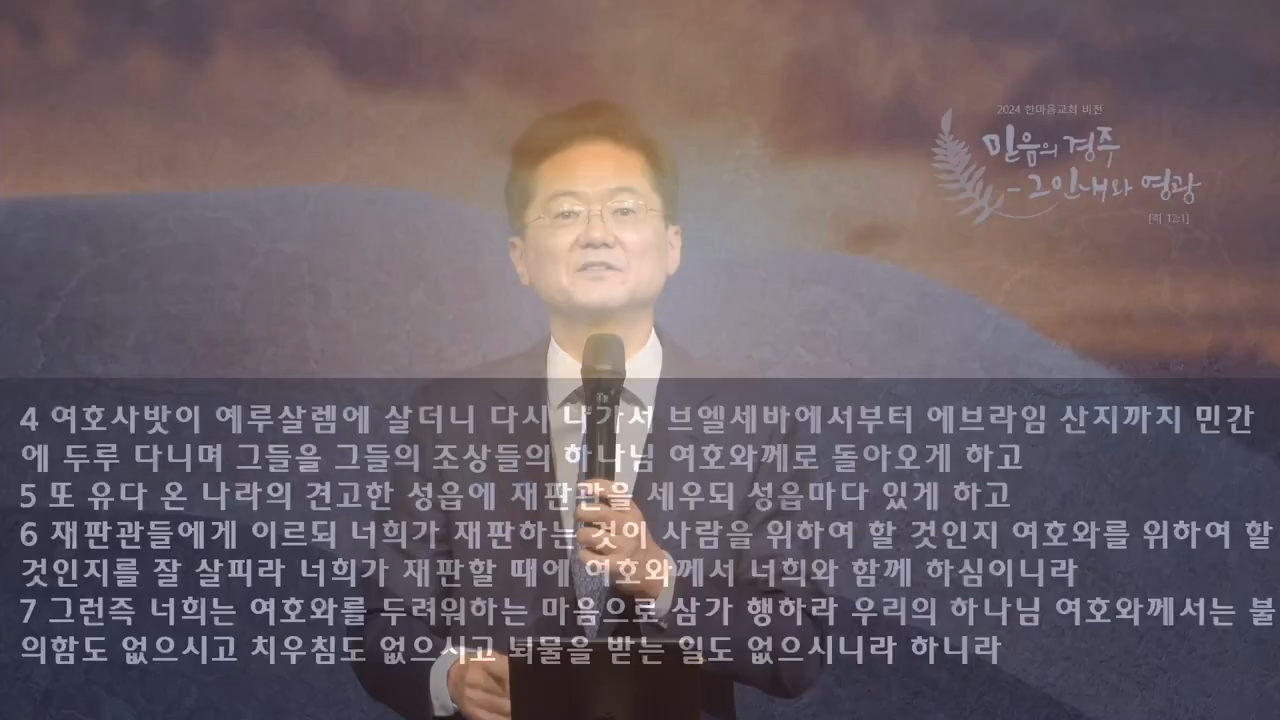 2024 한마음교회 비전
믿음의 경주
-그 인내와 영광
[히 12:1]
4 여호사밧이 예루살렘에 살더니 다시 나가서 브엘세바에서부터 에브라임 산지까지 민간
에 두루 다니며 그들을 그들의 조상들의 하나님 여호와께로 돌아오게 하고
5 또 유다 온 나라의 견고한 성읍에 재판관을 세우되 성읍마다 있게 하고
6 재판관들에게 이르되 너희가 재판하는 것이 사람을 위하여 할 것인지 여호와를 위하여 할
것인지를 잘 살피라 너희가 재판할 때에 여호와께서 너희와 함께 하심이니라
7 그런즉 너희는 여호와를 두려워하는 마음으로 삼가 행하라 우리의 하나님 여호와께서는 불
의함도 없으시고 치우침도 없으시고 뇌물을 받는 일도 없으시니라 하니라